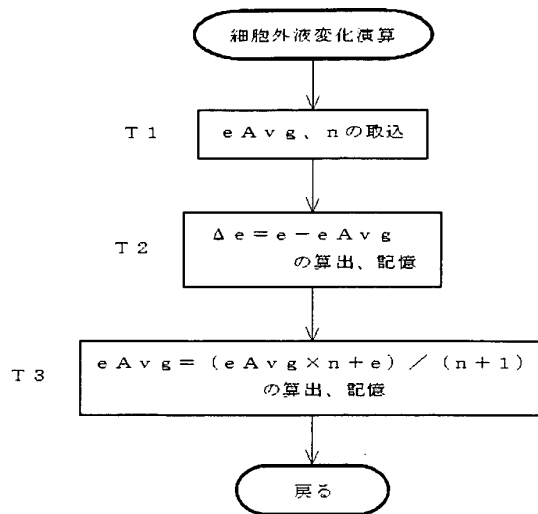 細胞外液変化演算
T1
eAvg、nの取込
T2
Δe=e-eAvg
の算出、記憶
T3
eAvg=(eAvg×n+e)/(n+1)
の算出、記憶
戻る